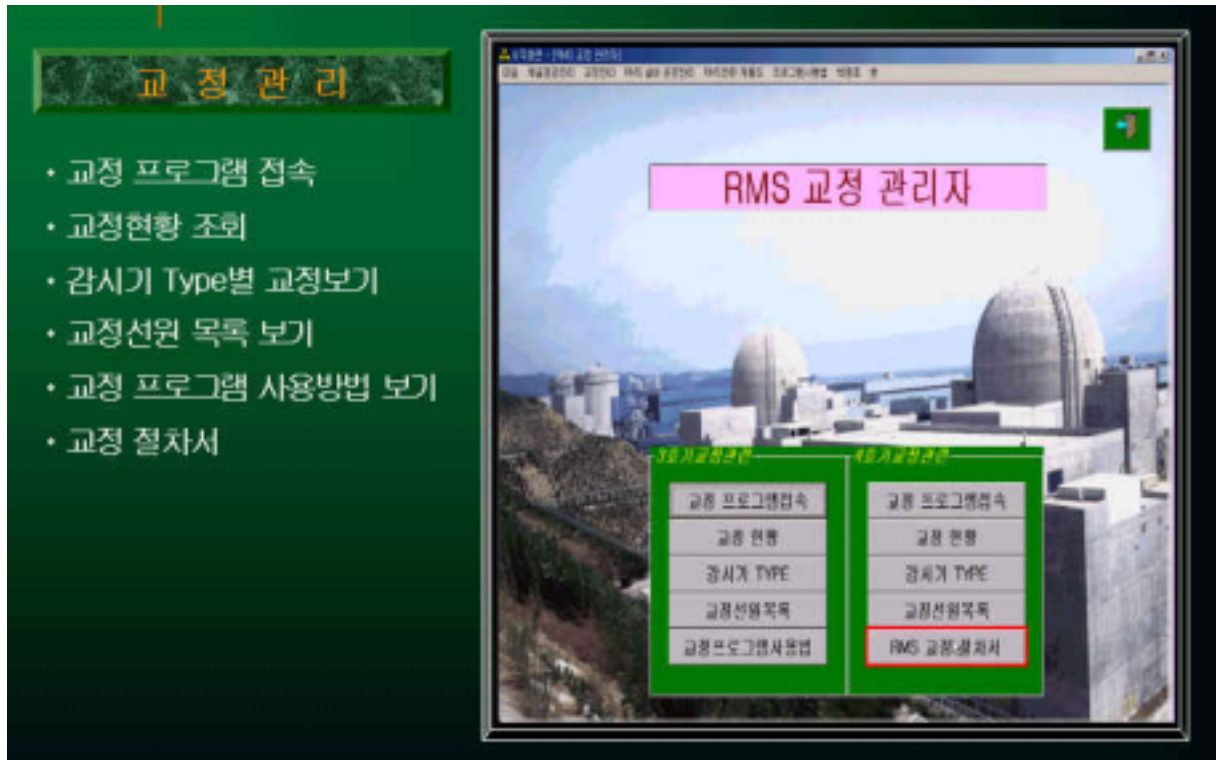 교 정 관 리
• 교정 프로그램 접속
• 교정현황 조회
• 감시기 Type별 교정보기
• 교정선원 목록 보기
• 교정 프로그램 사용방법 보기
• 교정 절차서
RMS 교정 관리자
3호기교정관리
교정 프로그램접속
교정 현황
감시기 TYPE
교정선원목록
교정프로그램사용법
4호기교정관리
교정 프로그램접속
교정 현황
감시기 TYPE
교정선원목록
RMS 교정절차서